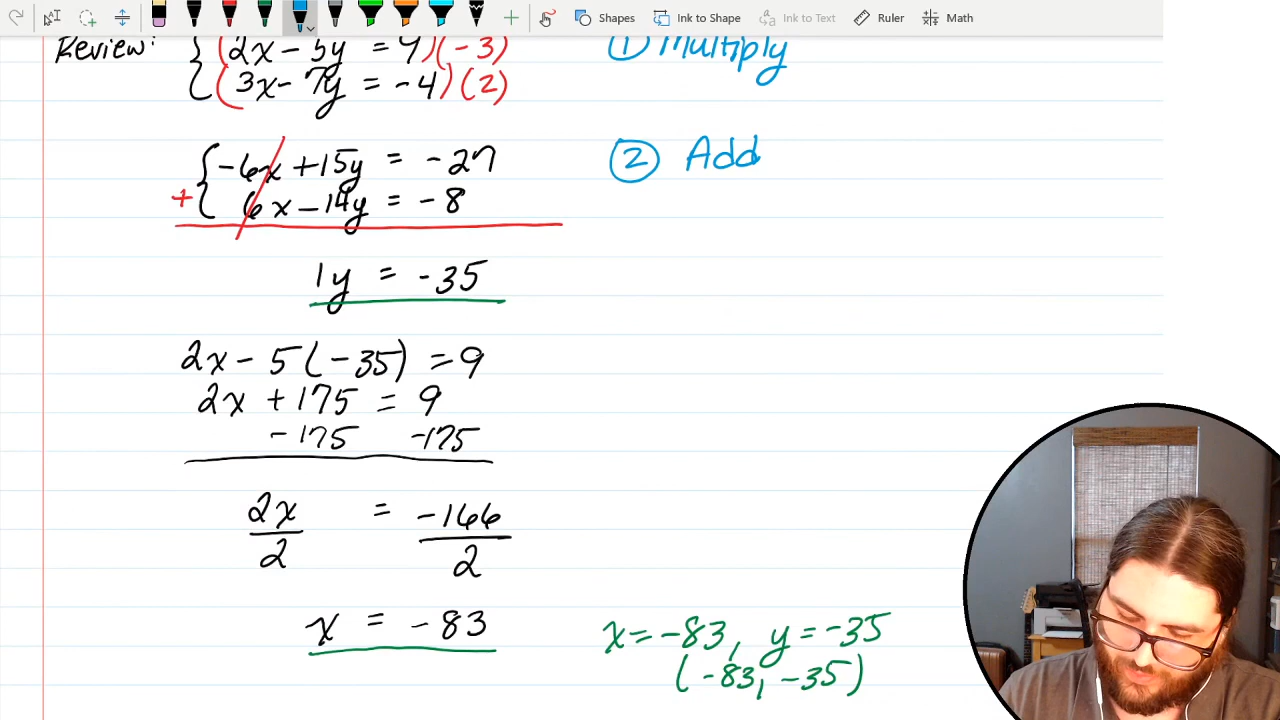 Shapes Ink to Shape Ink to Text Ruler Math
Review: { (2x - 5y = 9)(-3)
{ (3x - 7y = -4)(2)
① Multiply
{ -6x + 15y = -27
+ { 6x - 14y = -8
② Add
1y = -35
2x - 5(-35) = 9
2x + 175 = 9
-175 -175
2x = -166
2 2
x = -83
x = -83, y = -35
(-83, -35)